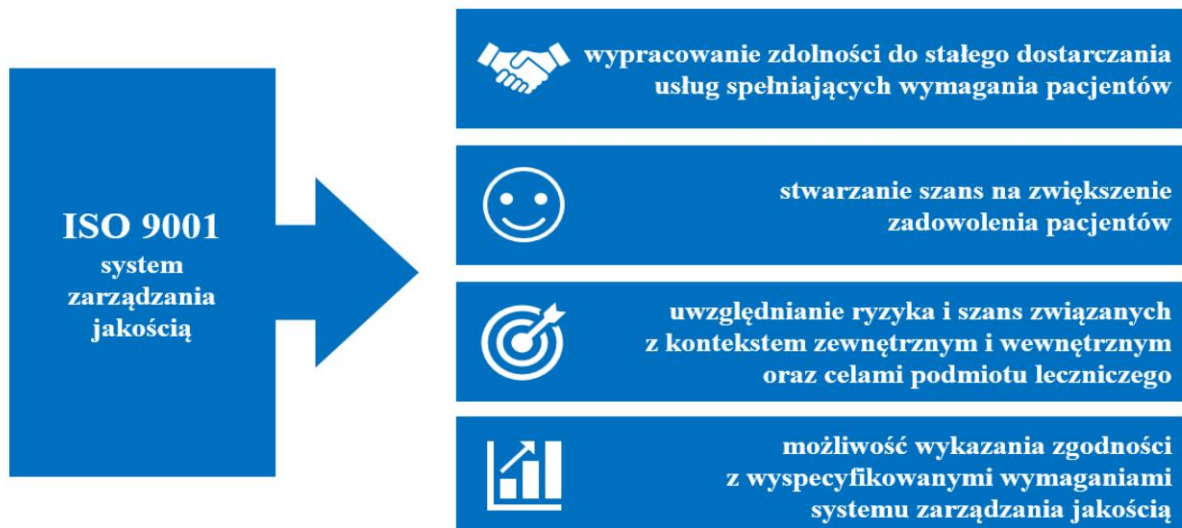 ISO 9001
system
zarządzania
jakością
wypracowanie zdolności do stałego dostarczania
usług spełniających wymagania pacjentów
stwarzanie szans na zwiększenie
zadowolenia pacjentów
uwzględnianie ryzyka i szans związanych
z kontekstem zewnętrznym i wewnętrznym
oraz celami podmiotu leczniczego
możliwość wykazania zgodności
z wyspecyfikowanymi wymaganiami
systemu zarządzania jakością